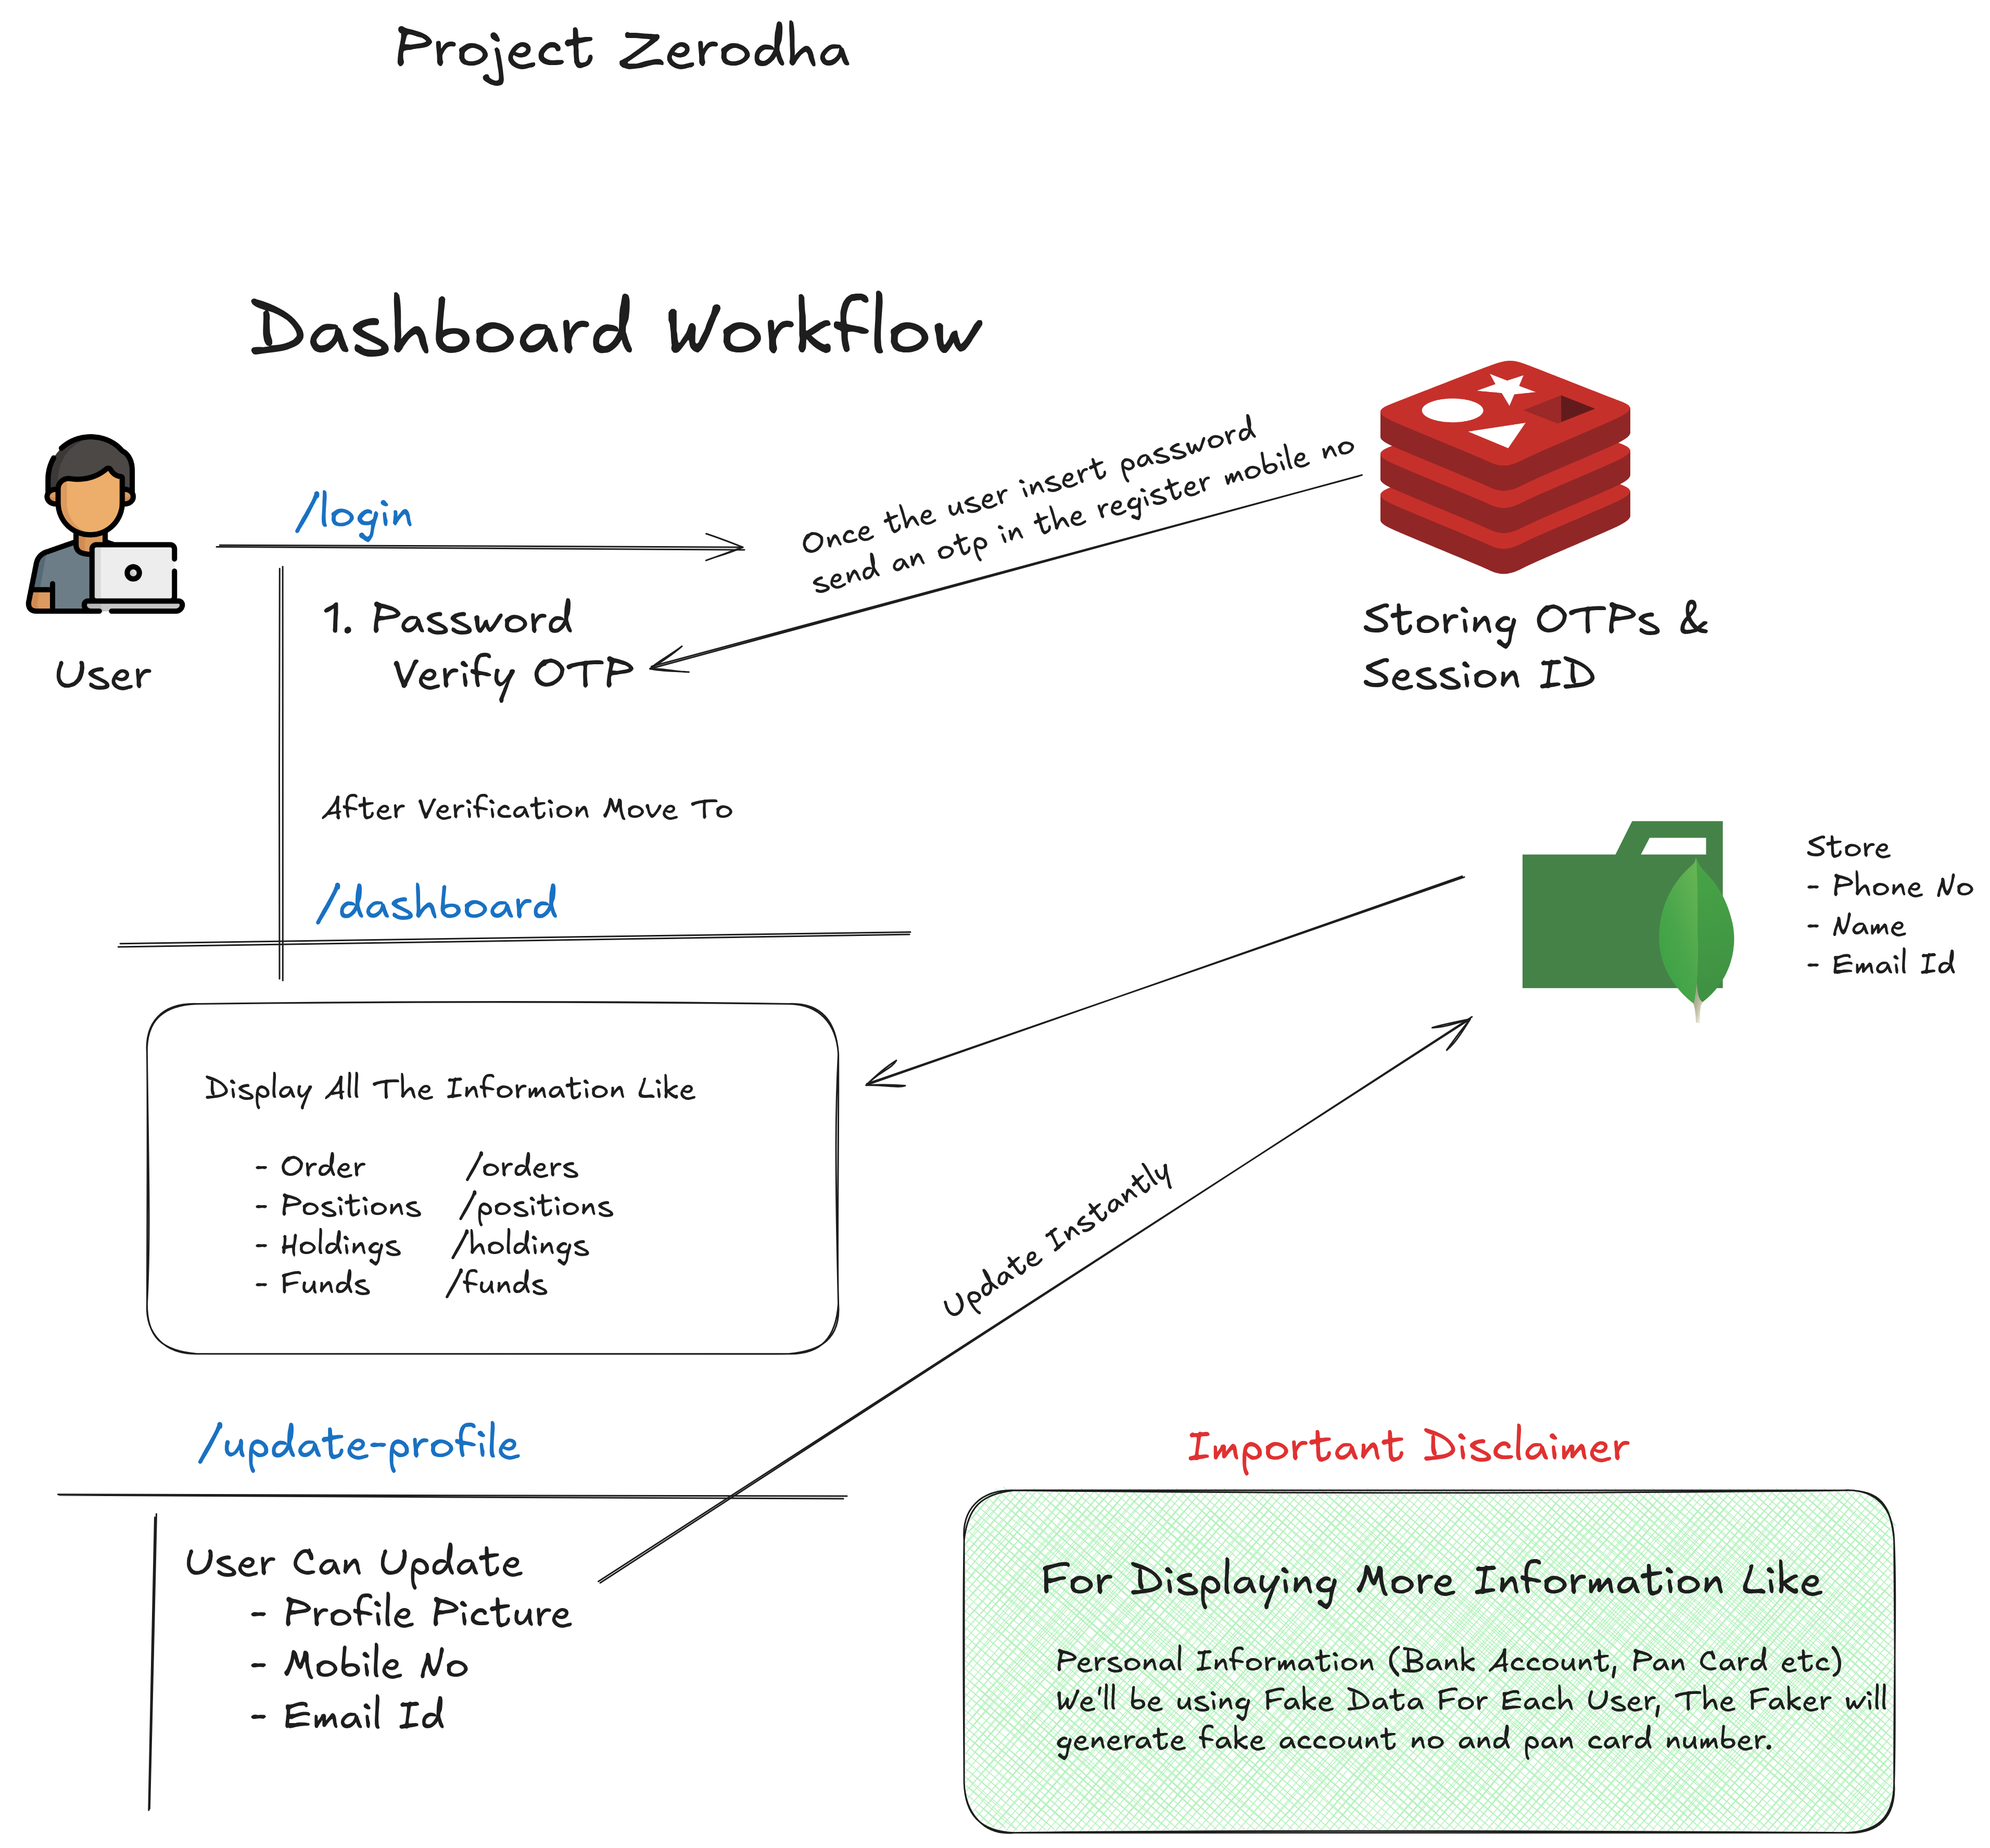 Project Zerodha
Dashboard Workflow
/login
Once the user insert password
send an otp in the register mobile no
1. Password
Verify OTP
User
Storing OTPs &
Session ID
After Verification Move To
/dashboard
Store
- Phone No
- Name
- Email Id
Display All The Information Like
- Order /orders
- Positions /positions
- Holdings /holdings
- Funds /funds
Update Instantly
/update-profile
User Can Update
- Profile Picture
- Mobile No
- Email Id
Important Disclaimer
For Displaying More Information Like
Personal Information (Bank Account, Pan Card etc)
We'll be using Fake Data For Each User, The Faker will
generate fake account no and pan card number.